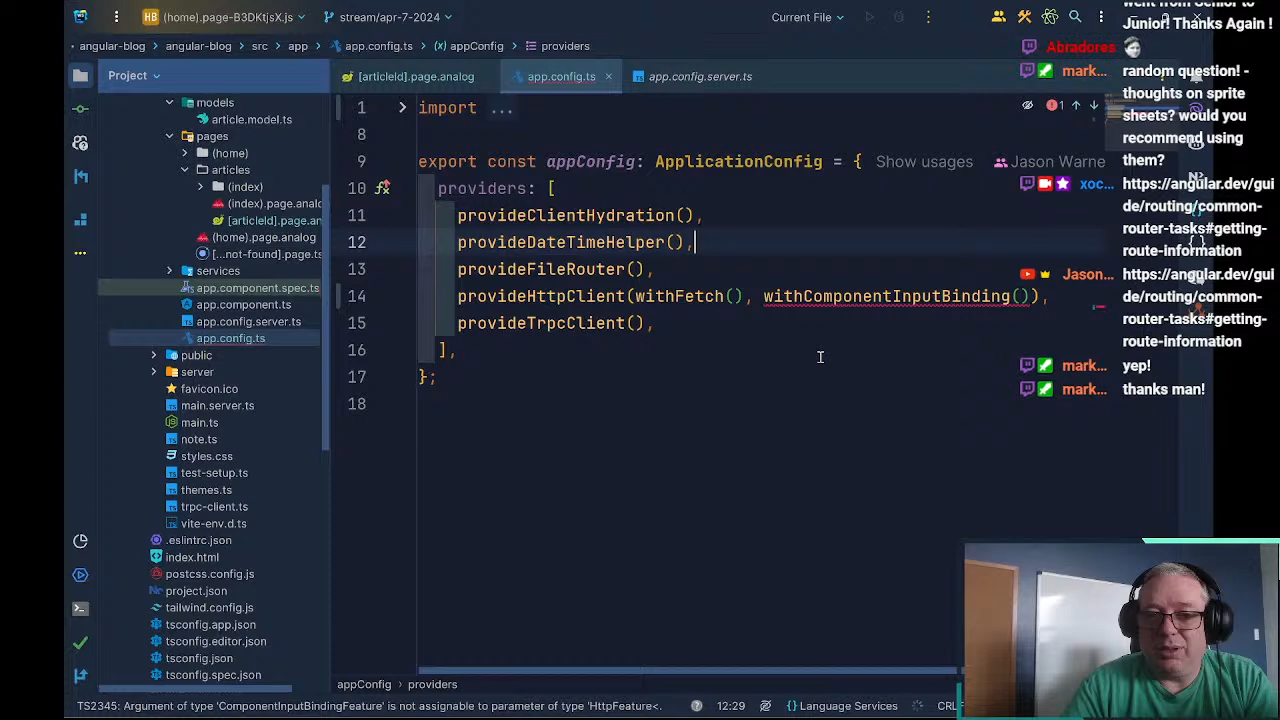 HB
(home).page-B3DKtjsX.js
stream/apr-7-2024
Current File
angular-blog
angular-blog
src
app
app.config.ts
appConfig
providers
Project
models
article.model.ts
pages
(home)
articles
(index)
(index).page.analo
[articleId].page.an
(home).page.analog
[...not-found].page.ts
services
app.component.spec.ts
app.component.ts
app.config.server.ts
app.config.ts
public
server
favicon.ico
main.server.ts
main.ts
note.ts
styles.css
test-setup.ts
themes.ts
trpc-client.ts
vite-env.d.ts
.eslintrc.json
index.html
postcss.config.js
project.json
tailwind.config.js
tsconfig.app.json
tsconfig.editor.json
tsconfig.json
tsconfig.spec.json
[articleId].page.analog
app.config.ts
app.config.server.ts
1 import ...
8
9 export const appConfig: ApplicationConfig = { Show usages Jason Warne
10 providers: [
11 provideClientHydration(),
12 provideDateTimeHelper(),
13 provideFileRouter(),
14 provideHttpClient(withFetch(), withComponentInputBinding()),
15 provideTrpcClient(),
16 ],
17 };
18
1
went from Senior to
Junior! Thanks Again !
Abradores
mark... random question! -
thoughts on sprite
sheets? would you
recommend using
them?
xoc... https://angular.dev/gui
de/routing/common-
router-tasks#getting-
route-information
Jason... https://angular.dev/gui
de/routing/common-
router-tasks#getting-
route-information
mark... yep!
mark... thanks man!
appConfig
providers
TS2345: Argument of type 'ComponentInputBindingFeature' is not assignable to parameter of type 'HttpFeature<.
12:29
Language Services